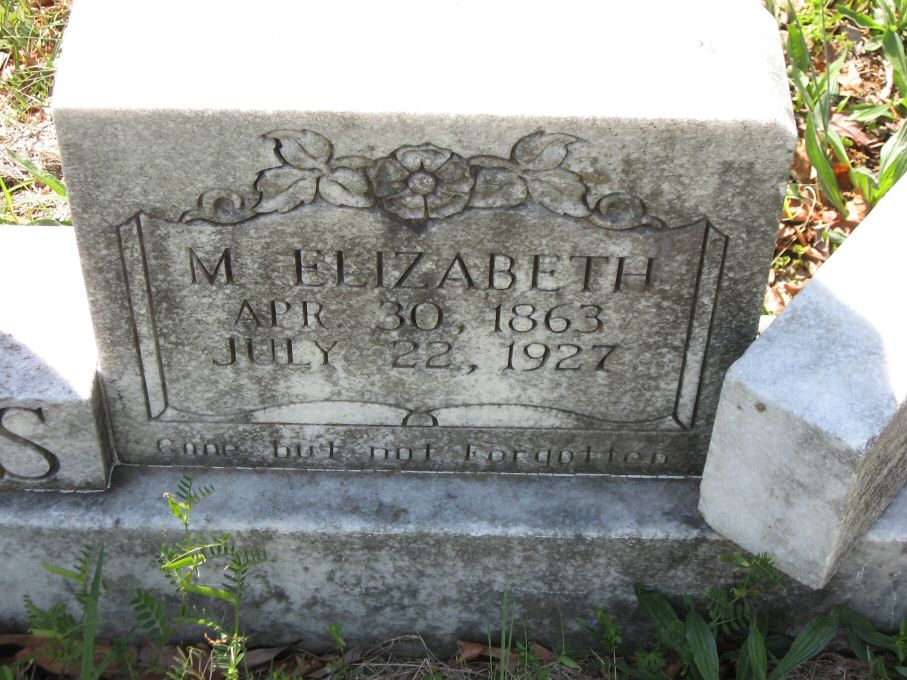 M. ELIZABETH
APR. 30, 1863
JULY 22, 1927
Gone but not Forgotten
S